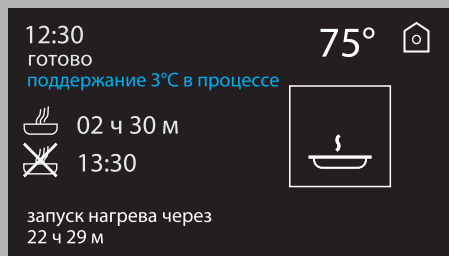 12:30
75°
готово
поддержание 3°C в процессе
02 ч 30 м
13:30
запуск нагрева через
22 ч 29 м